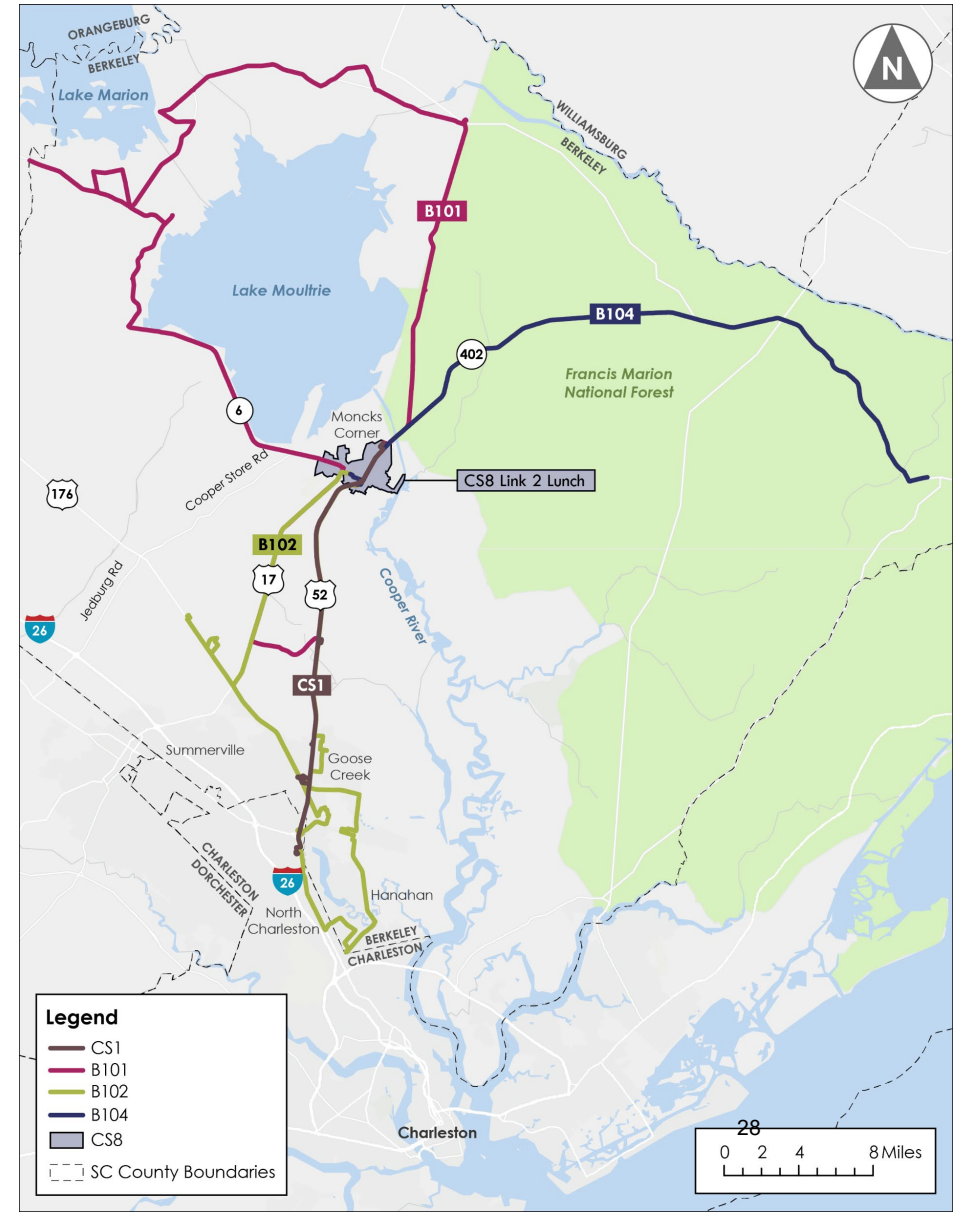 ORANGEBURG
BERKELEY
Lake Marion
N
WILLIAMSBURG
BERKELEY
B101
Lake Moultrie
B104
402
Francis Marion
National Forest
6
Moncks
Corner
Cooper Store Rd
CS8 Link 2 Lunch
176
B102
17
52
Cooper River
Jedburg Rd
26
CS1
Summerville
Goose
Creek
CHARLESTON
DORCHESTER
26
Hanahan
North
Charleston
BERKELEY
CHARLESTON
Legend
CS1
B101
B102
B104
CS8
SC County Boundaries
Charleston
28
0 2 4 8 Miles